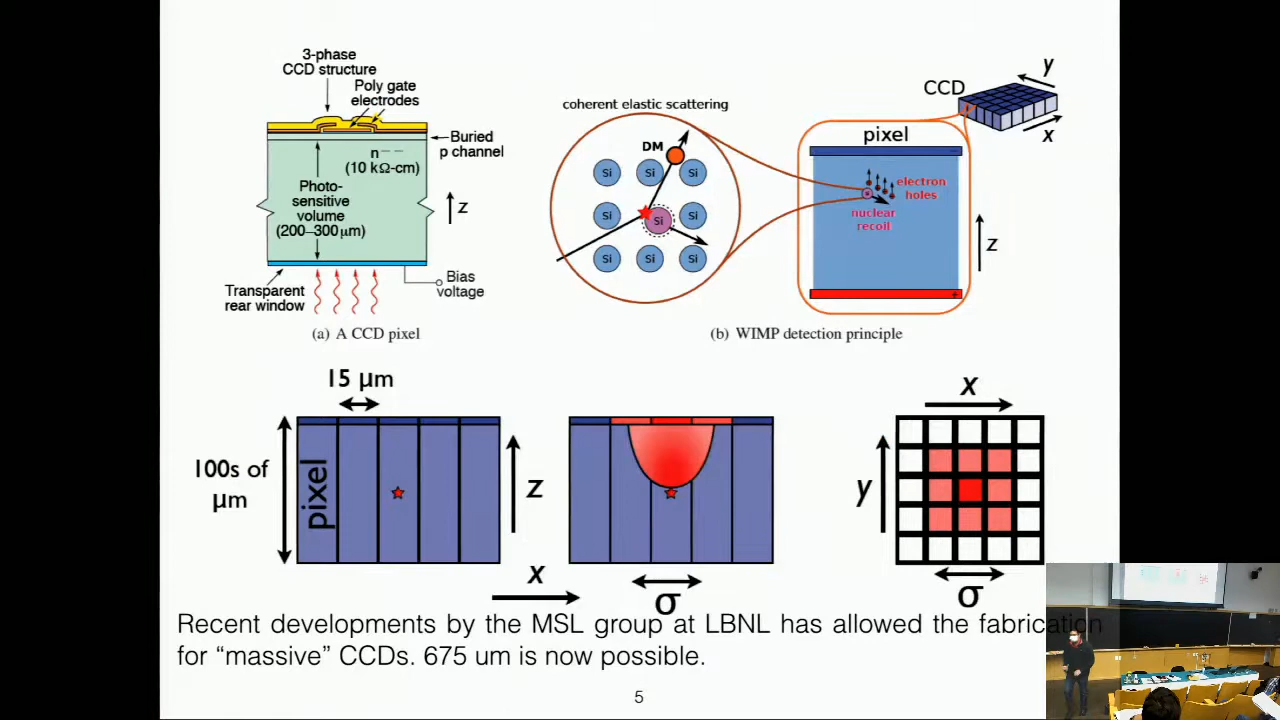 3-phase
CCD structure
Poly gate
electrodes
Buried
p channel
n⁻⁻
(10 kΩ-cm)
Photo-
sensitive
volume
(200–300 μm)
z
Transparent
rear window
Bias
voltage
(a) A CCD pixel
coherent elastic scattering
DM
Si Si Si
Si Si Si
Si Si Si
CCD
y
x
pixel
−
electron
holes
nuclear
recoil
z
+
(b) WIMP detection principle
15 μm
100s of
μm
pixel
z
x
σ
x
y
σ
Recent developments by the MSL group at LBNL has allowed the fabrication
for “massive” CCDs. 675 um is now possible.
5